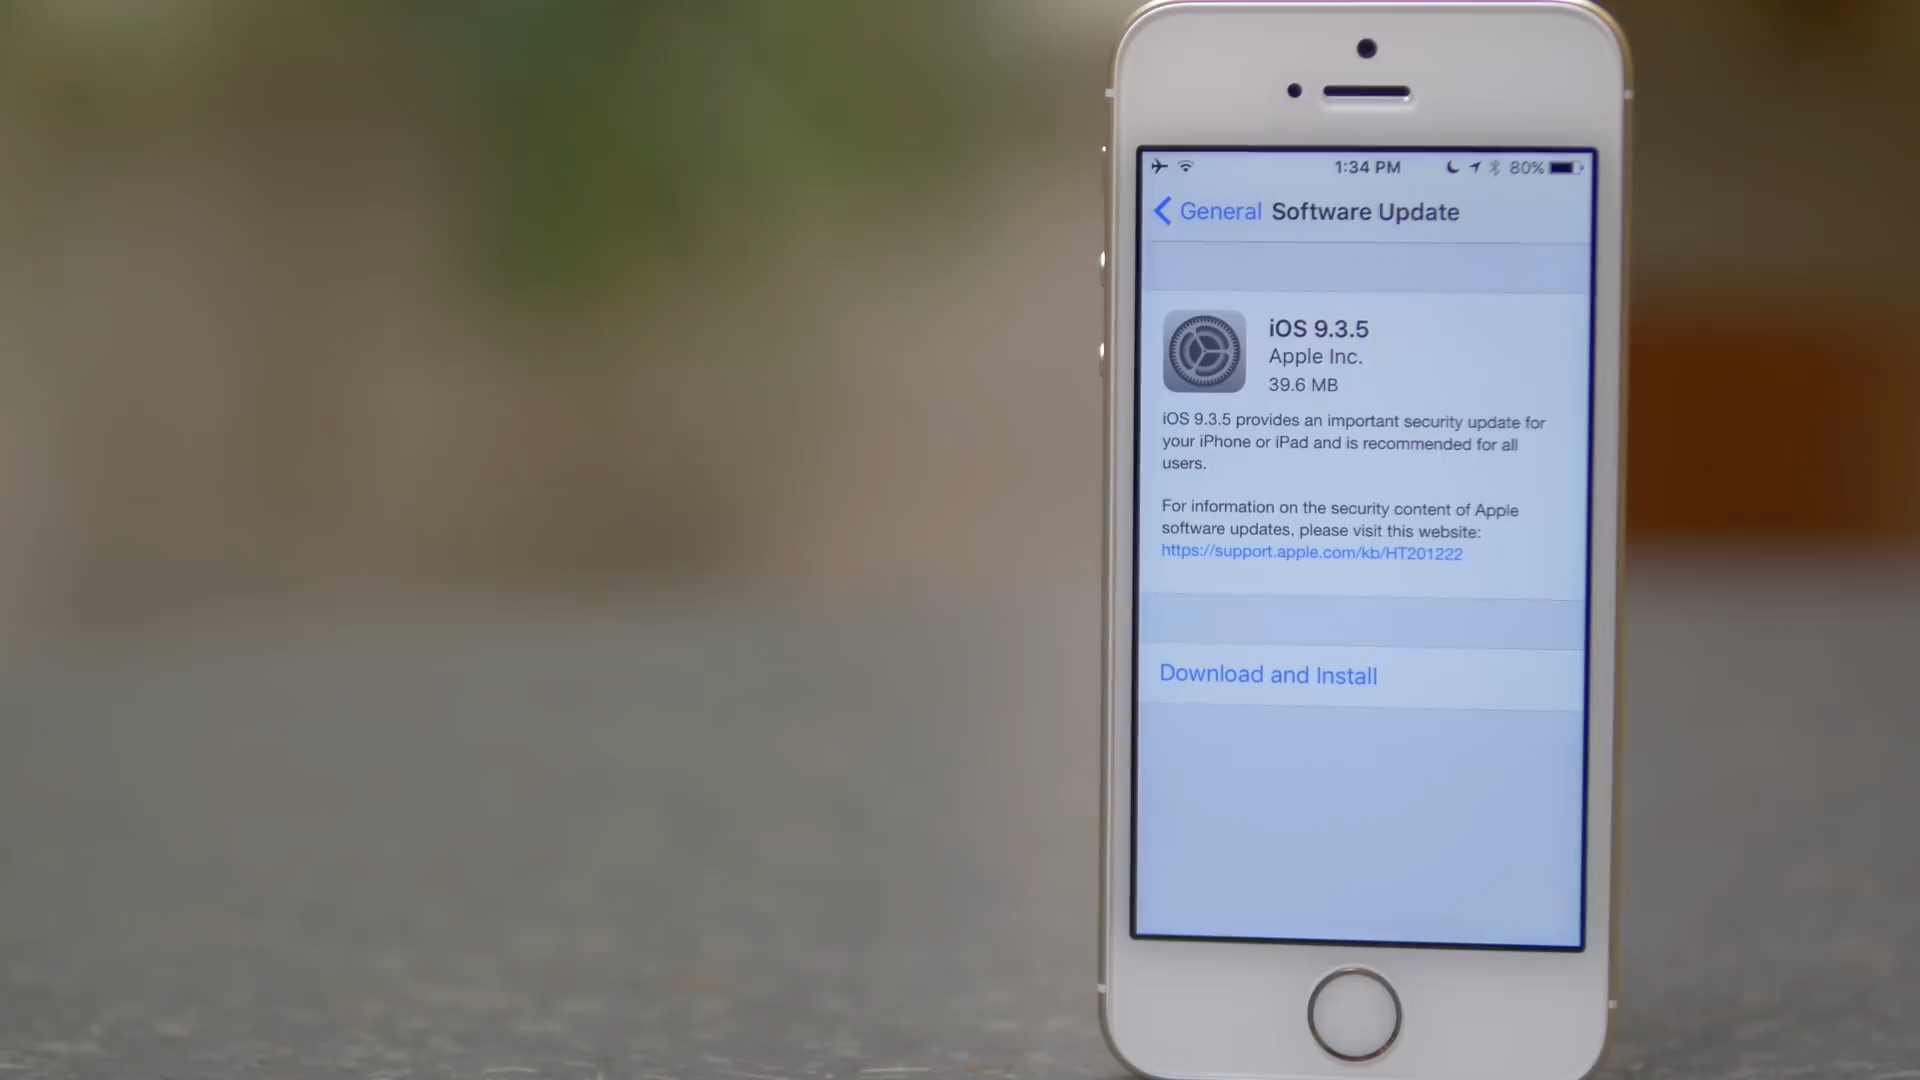 1:34 PM 80%
General Software Update
iOS 9.3.5
Apple Inc.
39.6 MB
iOS 9.3.5 provides an important security update for
your iPhone or iPad and is recommended for all
users.
For information on the security content of Apple
software updates, please visit this website:
https://support.apple.com/kb/HT201222
Download and Install